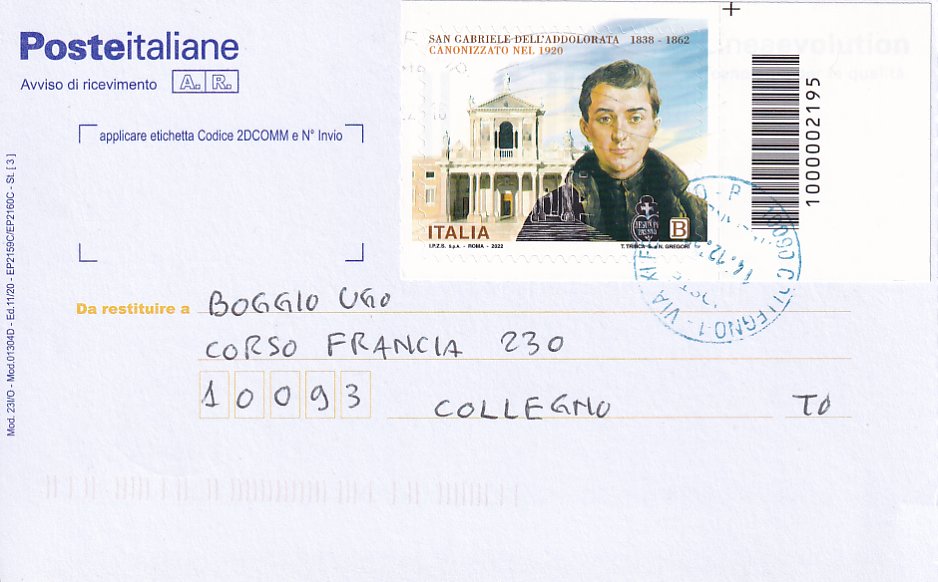 Posteitaliane
Avviso di ricevimento A. R.
applicare etichetta Codice 2DCOMM e N° Invio
Mod. 23I/O - Mod.01304D - Ed.11/20 - EP2159C/EP2160C - St. [ 3 ]
SAN GABRIELE DELL'ADDOLORATA 1838 - 1862
CANONIZZATO NEL 1920
ITALIA
B
I.P.Z.S. S.p.A. - ROMA - 2022
1000002195
Da restituire a BOGGIO UGO
CORSO FRANCIA 230
10093 COLLEGNO TO